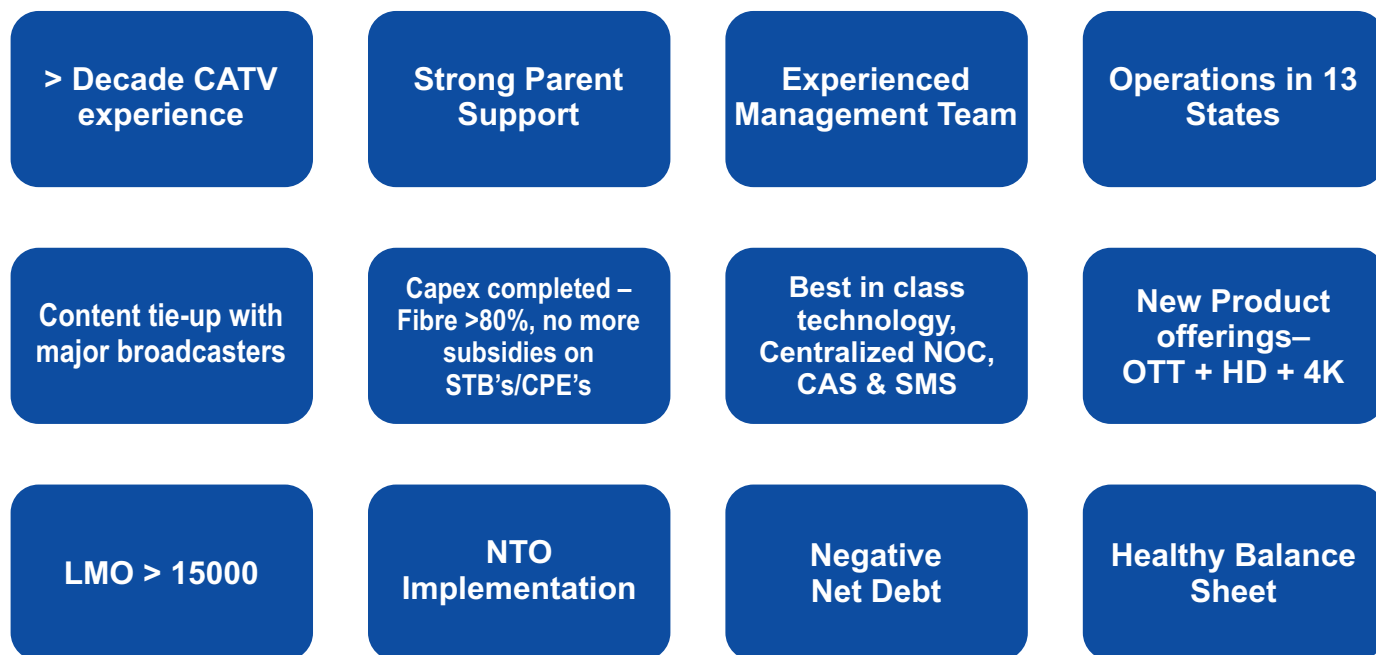 > Decade CATV
experience
Strong Parent
Support
Experienced
Management Team
Operations in 13
States
Content tie-up with
major broadcasters
Capex completed –
Fibre >80%, no more
subsidies on
STB's/CPE's
Best in class
technology,
Centralized NOC,
CAS & SMS
New Product
offerings–
OTT + HD + 4K
LMO > 15000
NTO
Implementation
Negative
Net Debt
Healthy Balance
Sheet